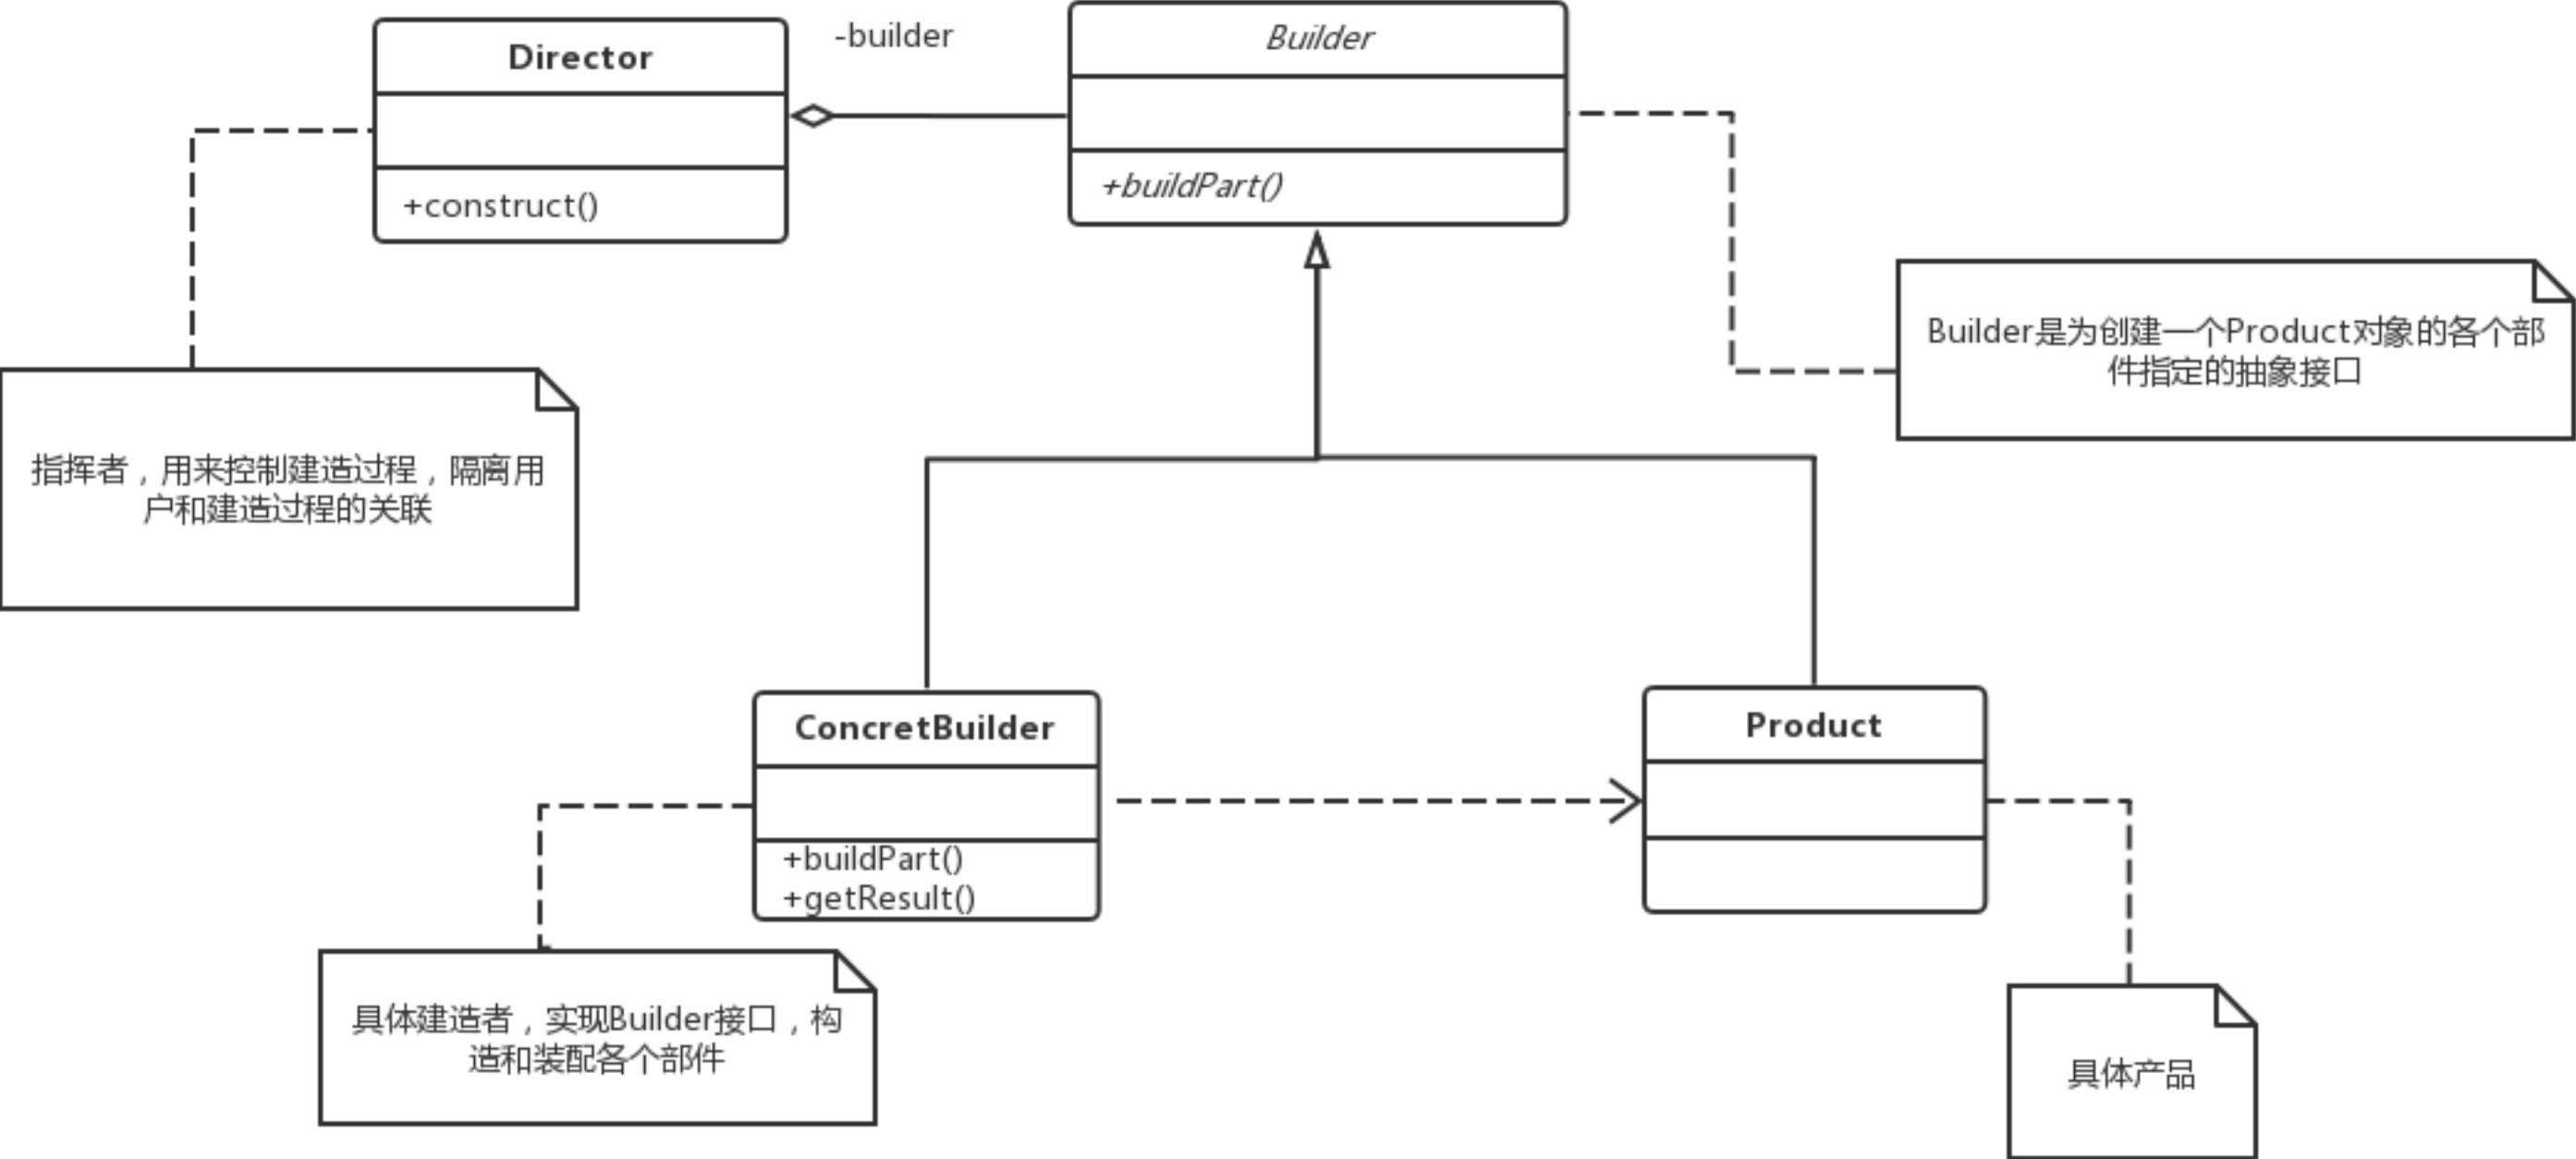 Director
+construct()
-builder
Builder
+buildPart()
Builder是为创建一个Product对象的各个部
件指定的抽象接口
指挥者，用来控制建造过程，隔离用
户和建造过程的关联
ConcretBuilder
+buildPart()
+getResult()
Product
具体建造者，实现Builder接口，构
造和装配各个部件
具体产品